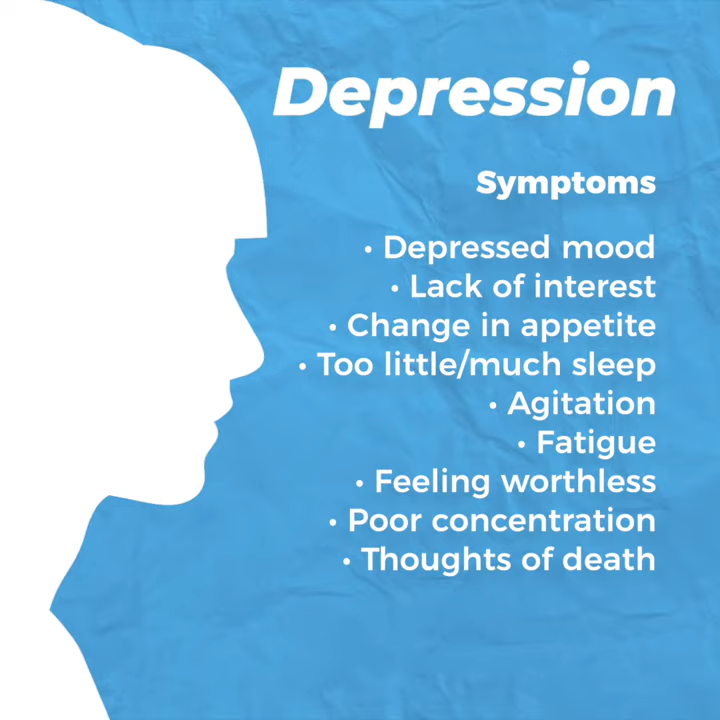 Depression
Symptoms
• Depressed mood
• Lack of interest
• Change in appetite
• Too little/much sleep
• Agitation
• Fatigue
• Feeling worthless
• Poor concentration
• Thoughts of death